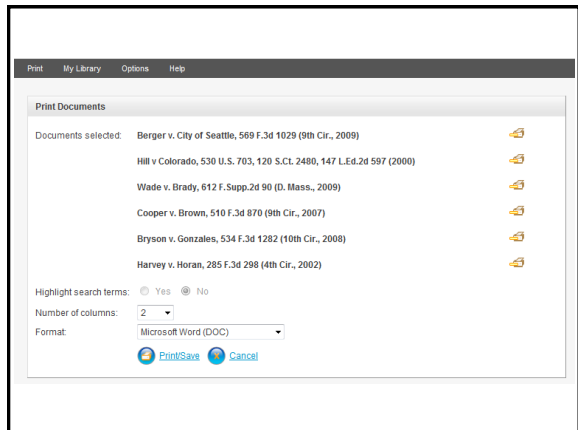 Print My Library Options Help
Print Documents
Documents selected: Berger v. City of Seattle, 569 F.3d 1029 (9th Cir., 2009)
Hill v Colorado, 530 U.S. 703, 120 S.Ct. 2480, 147 L.Ed.2d 597 (2000)
Wade v. Brady, 612 F.Supp.2d 90 (D. Mass., 2009)
Cooper v. Brown, 510 F.3d 870 (9th Cir., 2007)
Bryson v. Gonzales, 534 F.3d 1282 (10th Cir., 2008)
Harvey v. Horan, 285 F.3d 298 (4th Cir., 2002)
Highlight search terms: Yes No
Number of columns: 2
Format: Microsoft Word (DOC)
Print/Save Cancel